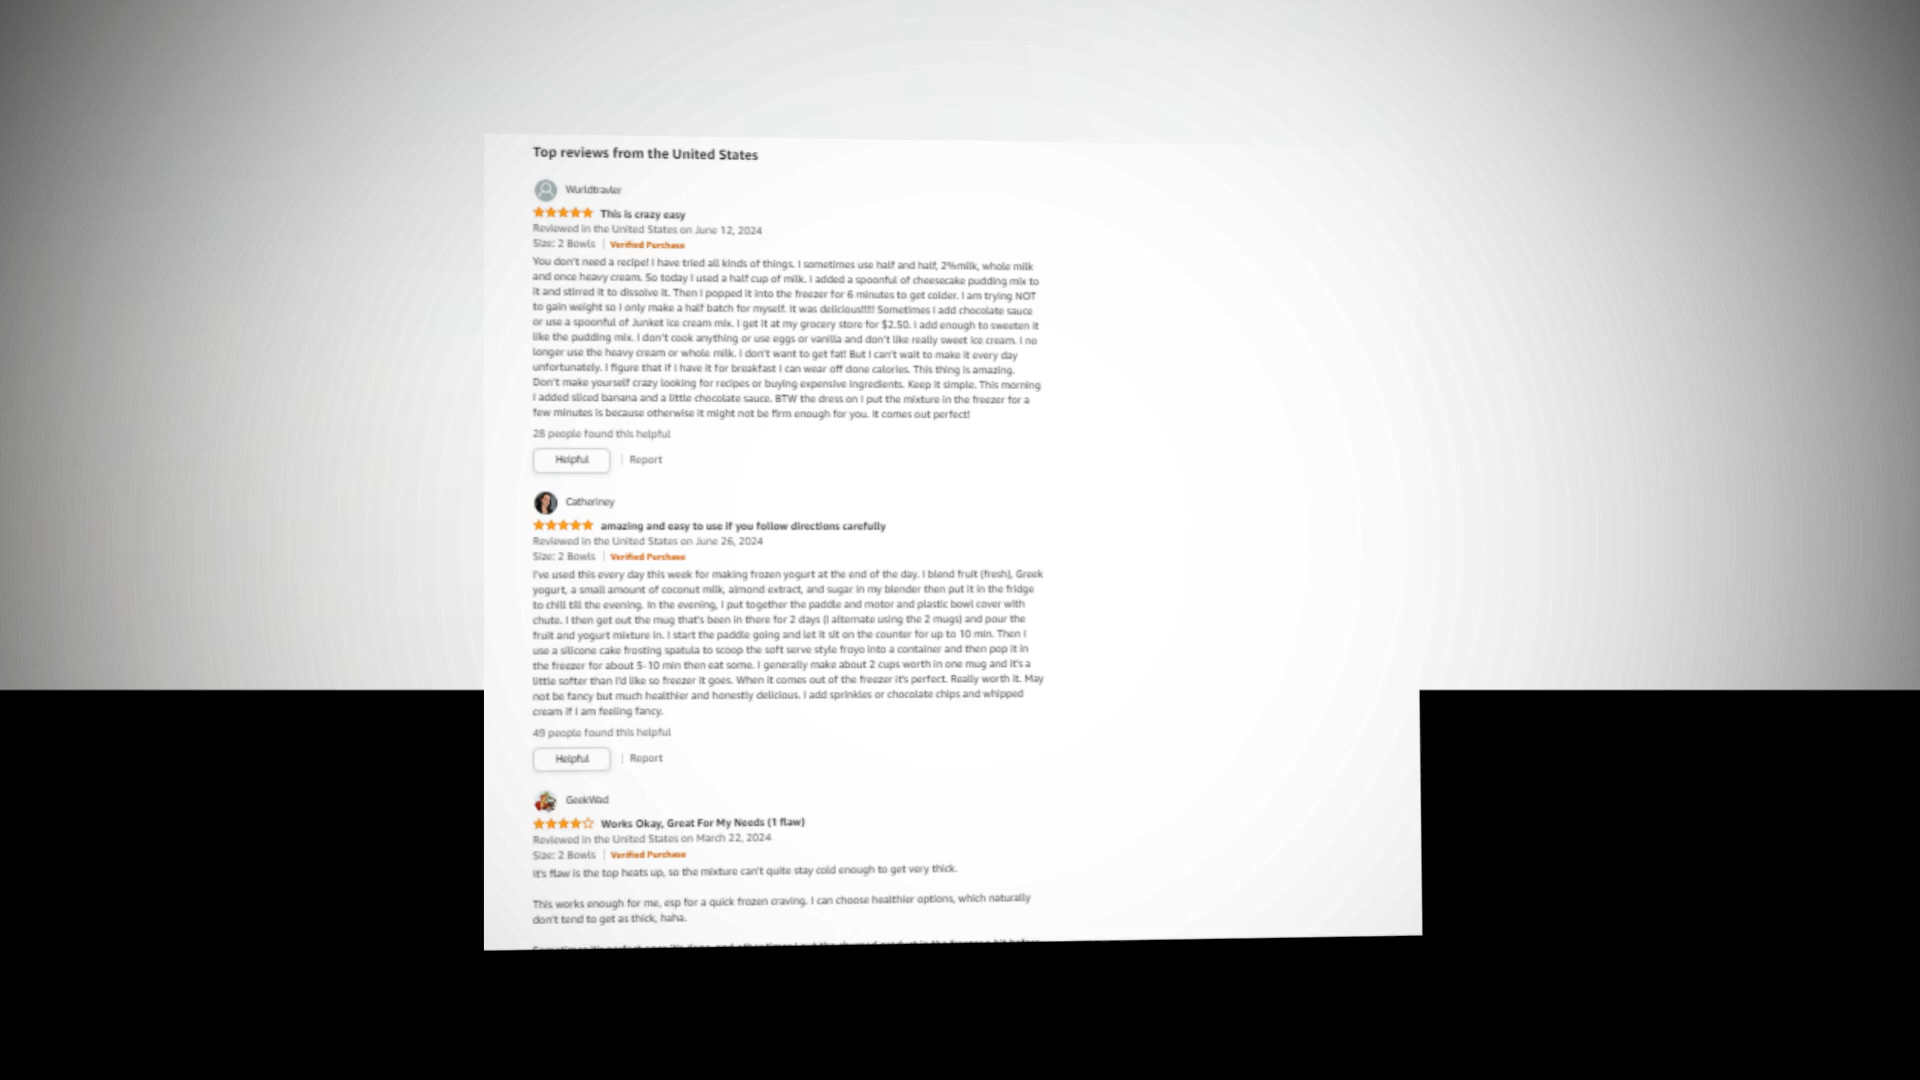 Top reviews from the United States
Wurldtravler
This is crazy easy
Reviewed in the United States on June 12, 2024
Size: 2 Bowls | Verified Purchase
You don't need a recipe! I have tried all kinds of things. I sometimes use half and half, 2%milk, whole milk
and once heavy cream. So today I used a half cup of milk. I added a spoonful of cheesecake pudding mix to
it and stirred it to dissolve it. Then I popped it into the freezer for 6 minutes to get colder. I am trying NOT
to gain weight so I only make a half batch for myself. It was delicious!!!!! Sometimes I add chocolate sauce
or use a spoonful of Junket ice cream mix. I get it at my grocery store for $2.50. I add enough to sweeten it
like the pudding mix. I don't cook anything or use eggs or vanilla and don't like really sweet ice cream. I no
longer use the heavy cream or whole milk. I don't want to get fat! But I can't wait to make it every day
unfortunately. I figure that if I have it for breakfast I can wear off done calories. This thing is amazing.
Don't make yourself crazy looking for recipes or buying expensive ingredients. Keep it simple. This morning
I added sliced banana and a little chocolate sauce. BTW the dress on I put the mixture in the freezer for a
few minutes is because otherwise it might not be firm enough for you. It comes out perfect!
28 people found this helpful
Helpful | Report
Catheriney
amazing and easy to use if you follow directions carefully
Reviewed in the United States on June 26, 2024
Size: 2 Bowls | Verified Purchase
I've used this every day this week for making frozen yogurt at the end of the day. I blend fruit (fresh), Greek
yogurt, a small amount of coconut milk, almond extract, and sugar in my blender then put it in the fridge
to chill till the evening. In the evening, I put together the paddle and motor and plastic bowl cover with
chute. I then get out the mug that's been in there for 2 days (I alternate using the 2 mugs) and pour the
fruit and yogurt mixture in. I start the paddle going and let it sit on the counter for up to 10 min. Then I
use a silicone cake frosting spatula to scoop the soft serve style froyo into a container and then pop it in
the freezer for about 5-10 min then eat some. I generally make about 2 cups worth in one mug and it's a
little softer than I'd like so freezer it goes. When it comes out of the freezer it's perfect. Really worth it. May
not be fancy but much healthier and honestly delicious. I add sprinkles or chocolate chips and whipped
cream if I am feeling fancy.
49 people found this helpful
Helpful | Report
GeekWad
Works Okay, Great For My Needs (1 flaw)
Reviewed in the United States on March 22, 2024
Size: 2 Bowls | Verified Purchase
It's flaw is the top heats up, so the mixture can't quite stay cold enough to get very thick.
This works enough for me, esp for a quick frozen craving. I can choose healthier options, which naturally
don't tend to get as thick, haha.